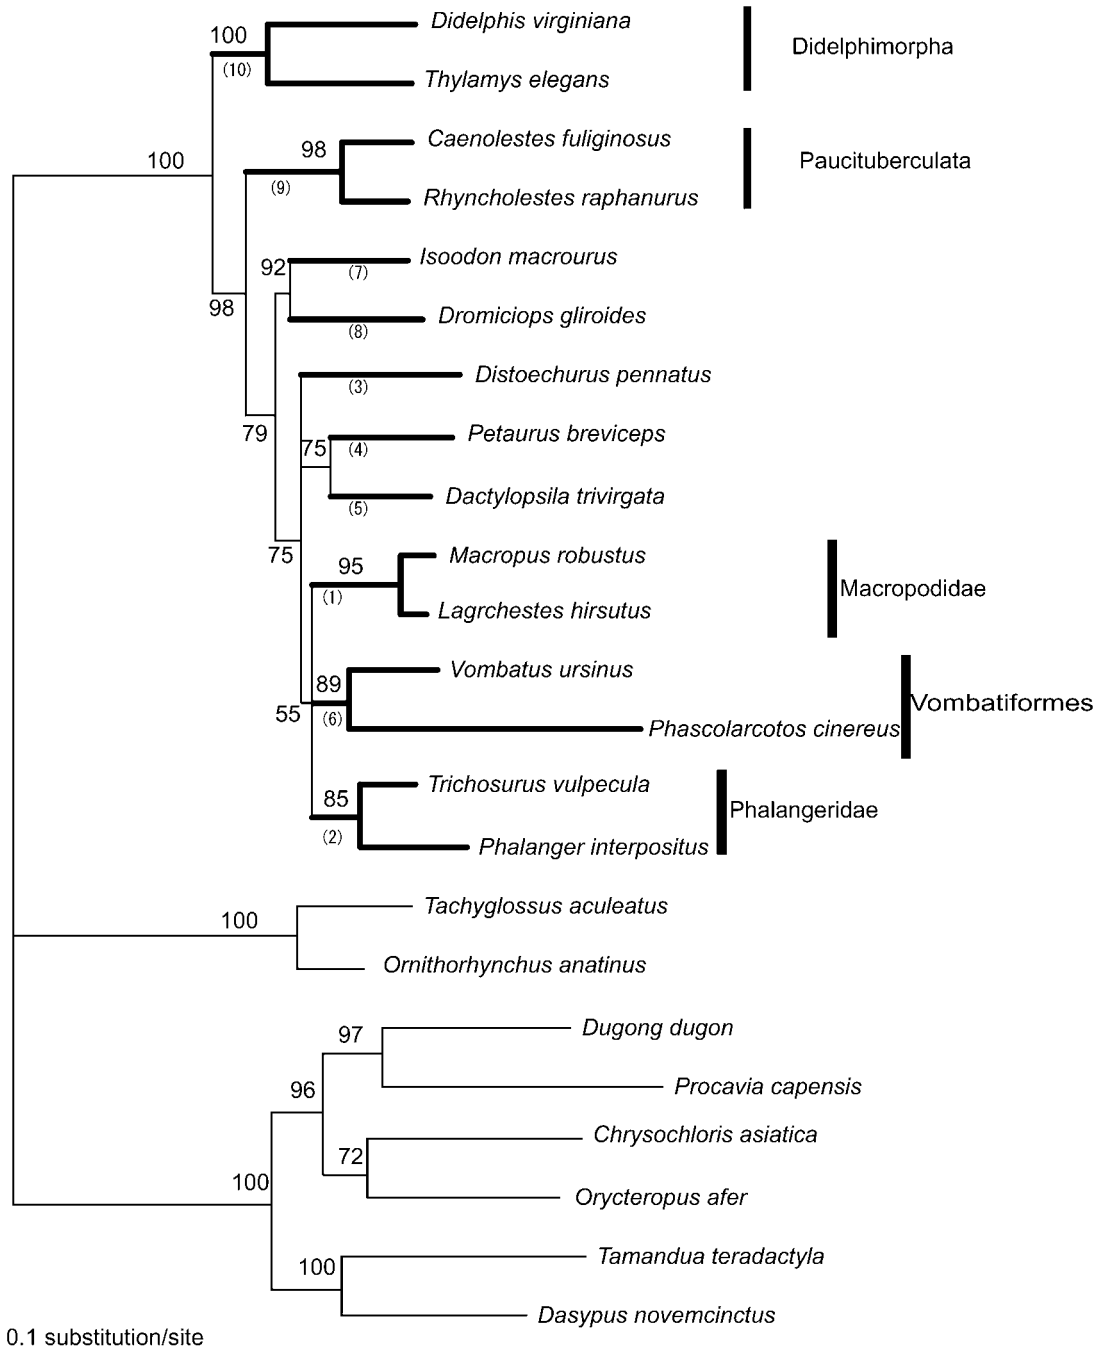 Didelphis virginiana
100
(10)
Didelphimorpha
Thylamys elegans
Caenolestes fuliginosus
98
100
(9)
Paucituberculata
Rhyncholestes raphanurus
Isoodon macrourus
92
(7)
98
Dromiciops gliroides
(8)
Distoechurus pennatus
(3)
79
Petaurus breviceps
75
(4)
Dactylopsila trivirgata
(5)
75
Macropus robustus
95
(1)
Macropodidae
Lagrchestes hirsutus
Vombatus ursinus
89
55
(6)
Vombatiformes
Phascolarcotos cinereus
Trichosurus vulpecula
85
(2)
Phalangeridae
Phalanger interpositus
Tachyglossus aculeatus
100
Ornithorhynchus anatinus
Dugong dugon
97
Procavia capensis
96
Chrysochloris asiatica
72
Orycteropus afer
100
Tamandua teradactyla
100
Dasypus novemcinctus
0.1 substitution/site